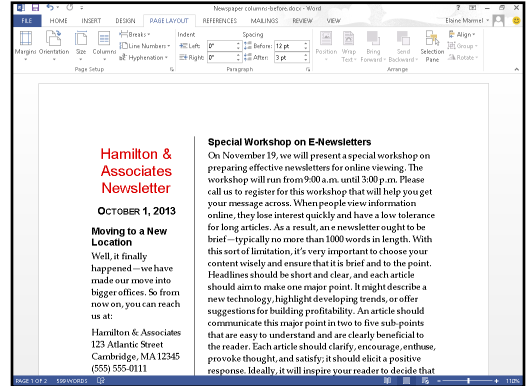 Newspaper columns-before.docx - Word
FILE HOME INSERT DESIGN PAGE LAYOUT REFERENCES MAILINGS REVIEW VIEW Elaine Marmel
Margins Orientation Size Columns
Breaks
Line Numbers
Hyphenation
Page Setup
Indent Spacing
Left: 0" Before: 12 pt
Right: 0" After: 3 pt
Paragraph
Position Wrap Text Bring Forward Send Backward Selection Pane
Align
Group
Rotate
Arrange
Hamilton &
Associates
Newsletter
OCTOBER 1, 2013
Moving to a New
Location
Well, it finally
happened—we have
made our move into
bigger offices. So from
now on, you can reach
us at:
Hamilton & Associates
123 Atlantic Street
Cambridge, MA 12345
(555) 555-0111
Special Workshop on E-Newsletters
On November 19, we will present a special workshop on
preparing effective newsletters for online viewing. The
workshop will run from 9:00 a.m. until 3:00 p.m. Please
call us to register for this workshop that will help you get
your message across. When people view information
online, they lose interest quickly and have a low tolerance
for long articles. As a result, an e newsletter ought to be
brief—typically no more than 1000 words in length. With
this sort of limitation, it's very important to choose your
content wisely and ensure that it is brief and to the point.
Headlines should be short and clear, and each article
should aim to make one major point. It might describe a
new technology, highlight developing trends, or offer
suggestions for building profitability. An article should
communicate this major point in two to five sub-points
that are easy to understand and are clearly beneficial to
the reader. Each article should clarify, encourage, enthuse,
provoke thought, and satisfy; it should elicit a positive
response. Ideally, it will inspire your reader to decide that
PAGE 1 OF 2 599 WORDS 110%